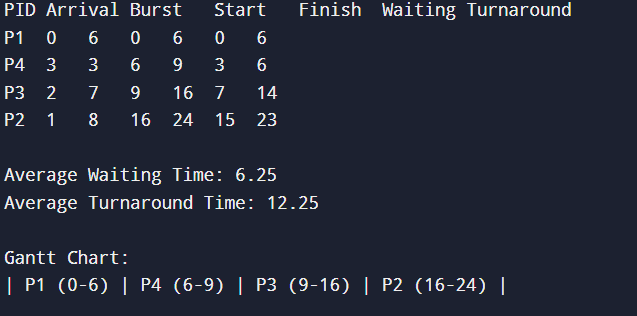 PID Arrival Burst   Start   Finish  Waiting Turnaround
P1  0   6   0   6   0   6
P4  3   3   6   9   3   6
P3  2   7   9   16  7   14
P2  1   8   16  24  15  23

Average Waiting Time: 6.25
Average Turnaround Time: 12.25

Gantt Chart:
| P1 (0-6) | P4 (6-9) | P3 (9-16) | P2 (16-24) |